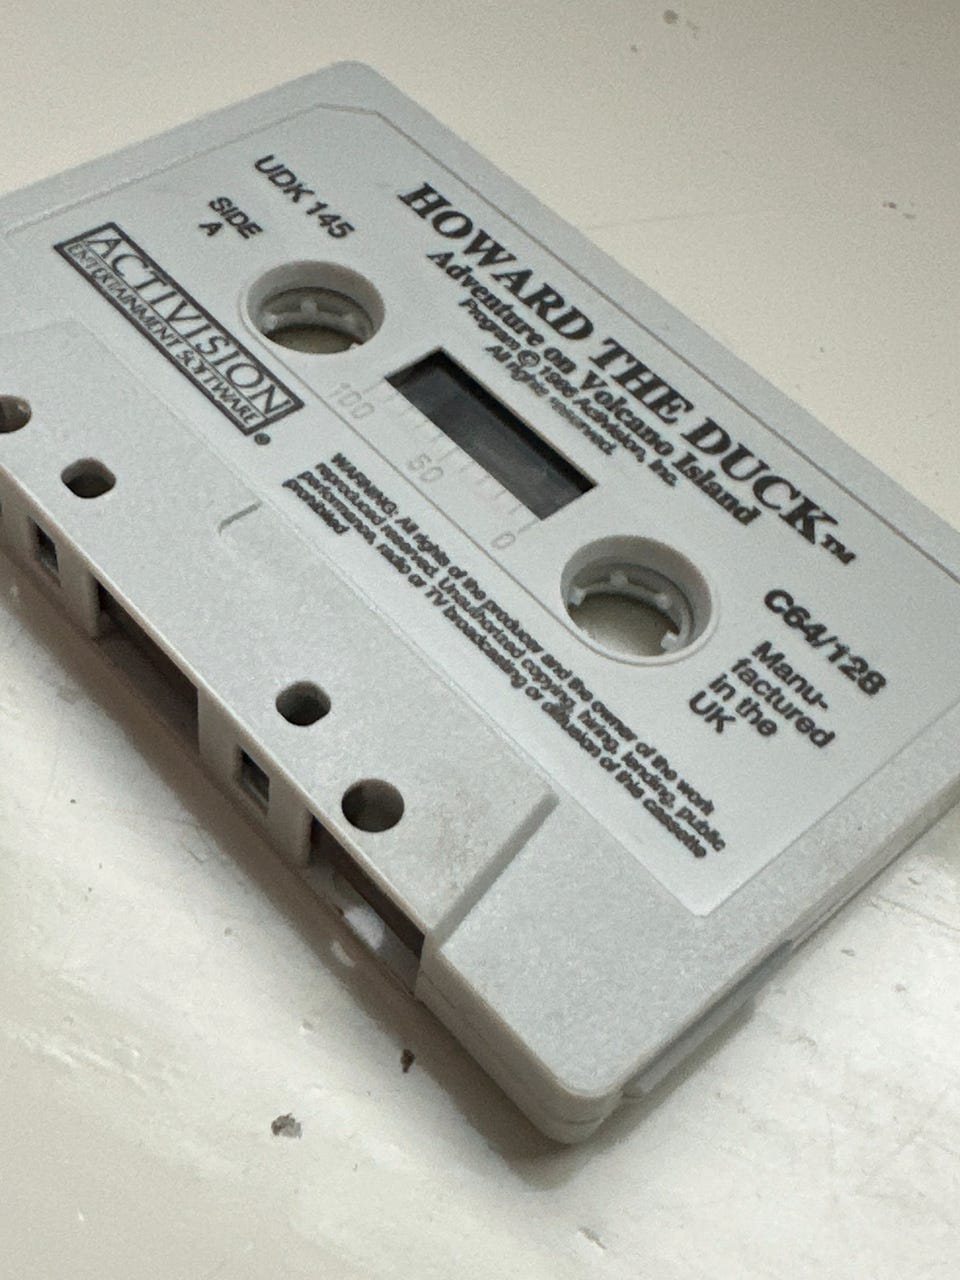 HOWARD THE DUCK™
Adventure on Volcano Island
Program © 1986 Activision, Inc.
All rights reserved.
UDK 145
SIDE
A
C64/128
Manu-
factured
in the
UK
100
50
0
ACTIVISION
ENTERTAINMENT SOFTWARE
®
WARNING: All rights of the producer and the owner of the work
reproduced reserved. Unauthorized copying, hiring, lending, public
performance, radio or TV broadcasting or diffusion of this cassette
prohibited